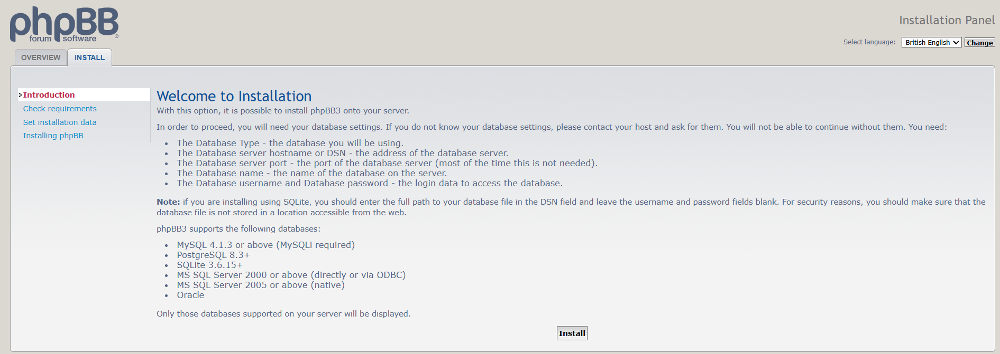 phpBB
forum software ®
Installation Panel
Select language: British English Change
OVERVIEW INSTALL
Introduction
Check requirements
Set installation data
Installing phpBB
Welcome to Installation
With this option, it is possible to install phpBB3 onto your server.
In order to proceed, you will need your database settings. If you do not know your database settings, please contact your host and ask for them. You will not be able to continue without them. You need:
• The Database Type - the database you will be using.
• The Database server hostname or DSN - the address of the database server.
• The Database server port - the port of the database server (most of the time this is not needed).
• The Database name - the name of the database on the server.
• The Database username and Database password - the login data to access the database.
Note: if you are installing using SQLite, you should enter the full path to your database file in the DSN field and leave the username and password fields blank. For security reasons, you should make sure that the
database file is not stored in a location accessible from the web.
phpBB3 supports the following databases:
• MySQL 4.1.3 or above (MySQLi required)
• PostgreSQL 8.3+
• SQLite 3.6.15+
• MS SQL Server 2000 or above (directly or via ODBC)
• MS SQL Server 2005 or above (native)
• Oracle
Only those databases supported on your server will be displayed.
Install